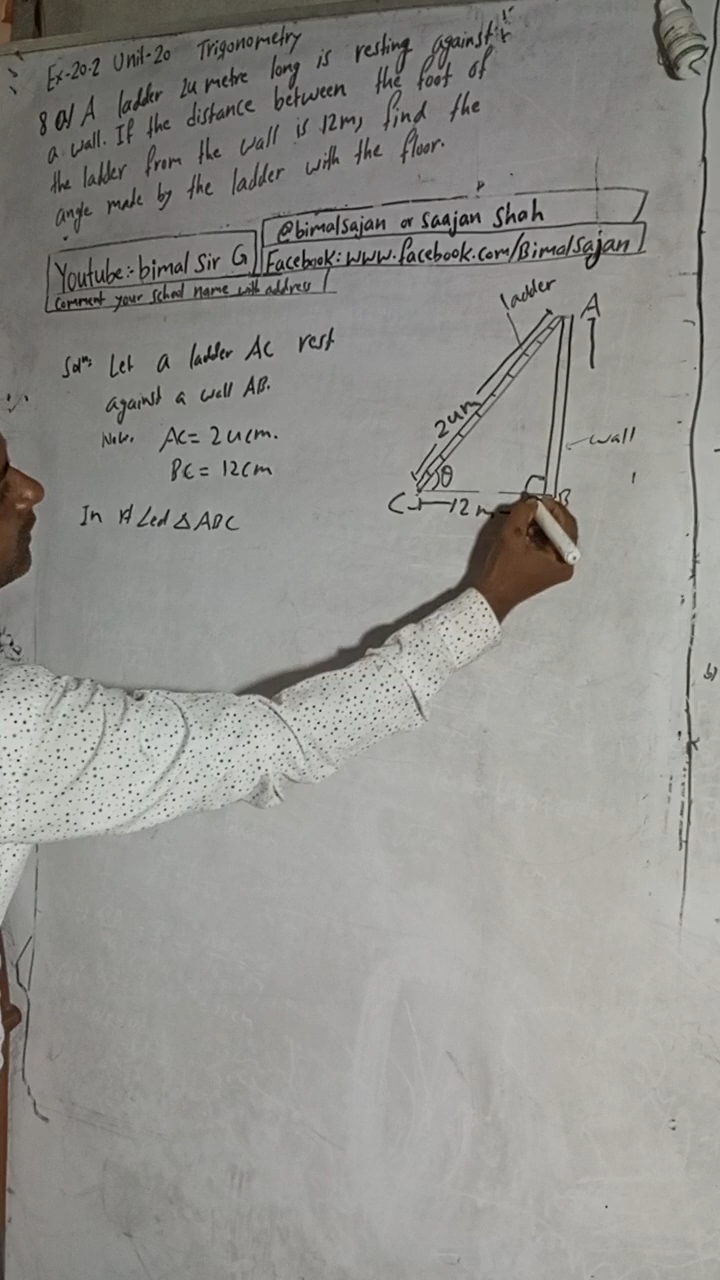 Ex-20.2 Unit-20 Trigonometry
8 a) A ladder 24 metre long is resting against
a wall. If the distance between the foot of
the ladder from the wall is 12m, find the
angle made by the ladder with the floor.
@bimalsajan or Saajan Shah
Youtube:- bimal Sir G
Facebook: www.facebook.com/Bimalsajan
Comment your School name with address
ladder
A
Solⁿ: Let a ladder AC rest
against a wall AB.
Now, AC= 24cm.
BC = 12cm
In rt ∠ed △ ABC
24m
wall
θ
C
12 m
B
b)